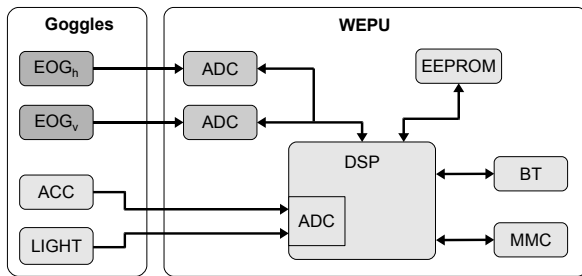 Goggles
WEPU
EOGh
ADC
EEPROM
EOGv
ADC
DSP
ACC
BT
ADC
LIGHT
MMC